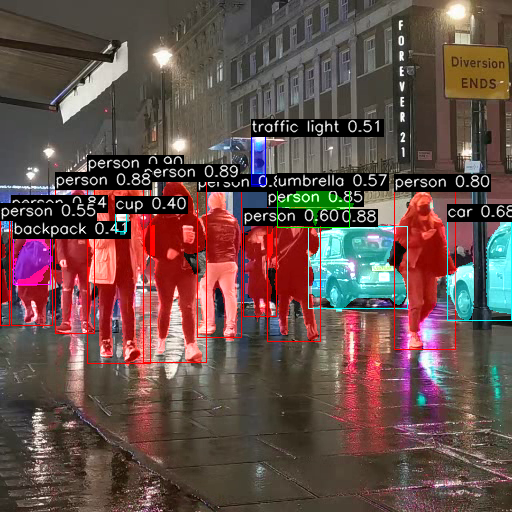 FOREVER 21
Diversion
ENDS
traffic light 0.51
person 0.90
person 0.88
person 0.89
umbrella 0.57
person 0.80
person 0.85
cup 0.40
person 0.55
person 0.60
0.88
car 0.68
backpack 0.41